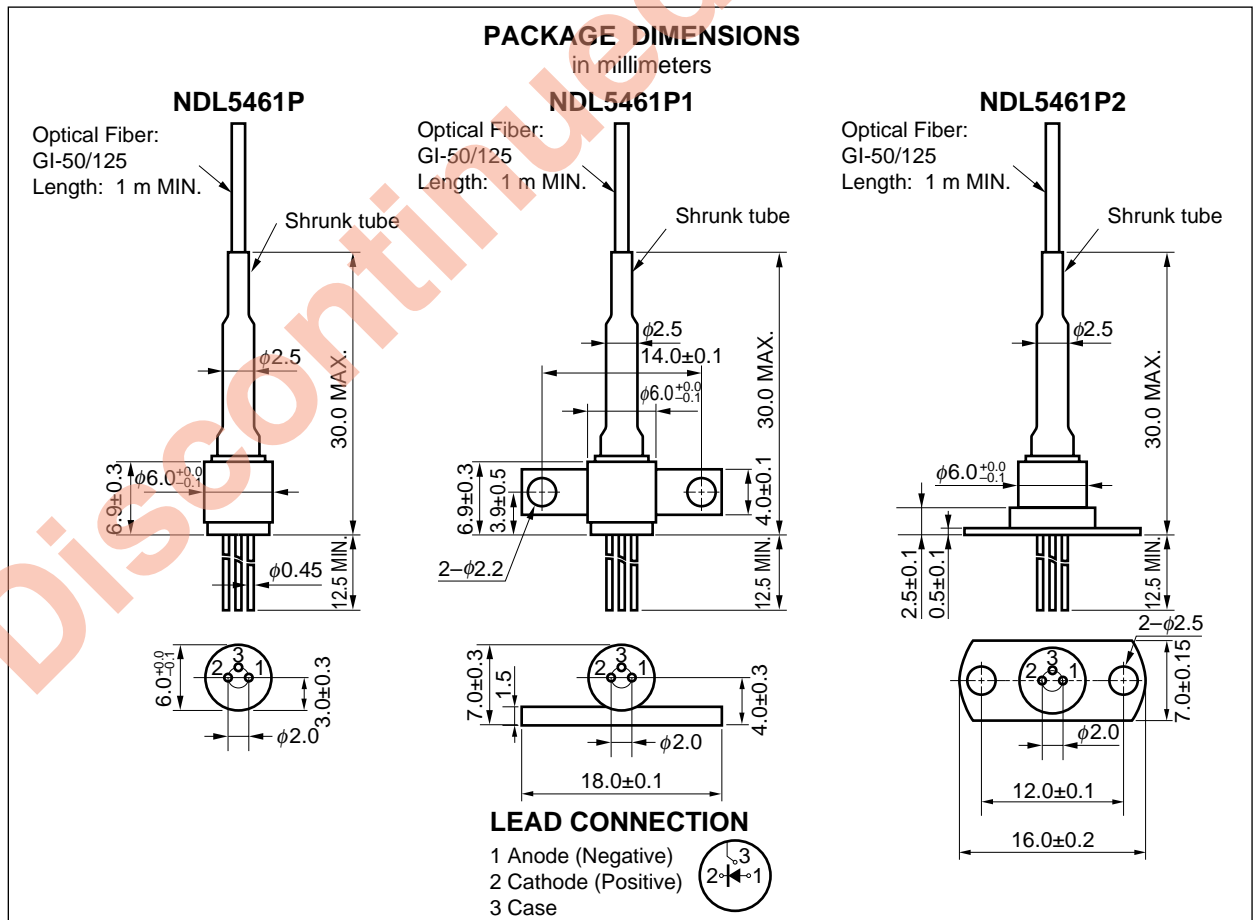 PACKAGE DIMENSIONS
in millimeters
NDL5461P
Optical Fiber:
GI-50/125
Length: 1 m MIN.
Shrunk tube
ϕ2.5
30.0 MAX.
6.9±0.3
ϕ6.0+0.0
−0.1
ϕ0.45
12.5 MIN.
6.0+0.0
−0.1
2 3 1
3.0±0.3
ϕ2.0
NDL5461P1
Optical Fiber:
GI-50/125
Length: 1 m MIN.
Shrunk tube
ϕ2.5
14.0±0.1
ϕ6.0+0.0
−0.1
30.0 MAX.
6.9±0.3
3.9±0.5
4.0±0.1
2−ϕ2.2
12.5 MIN.
7.0±0.3
1.5
2 3 1
4.0±0.3
ϕ2.0
18.0±0.1
NDL5461P2
Optical Fiber:
GI-50/125
Length: 1 m MIN.
Shrunk tube
ϕ2.5
30.0 MAX.
ϕ6.0+0.0
−0.1
2.5±0.1
0.5±0.1
12.5 MIN.
2−ϕ2.5
2 3 1
7.0±0.15
ϕ2.0
12.0±0.1
16.0±0.2
LEAD CONNECTION
1 Anode (Negative)
2 Cathode (Positive)
3 Case
3
2 1
Discontinued